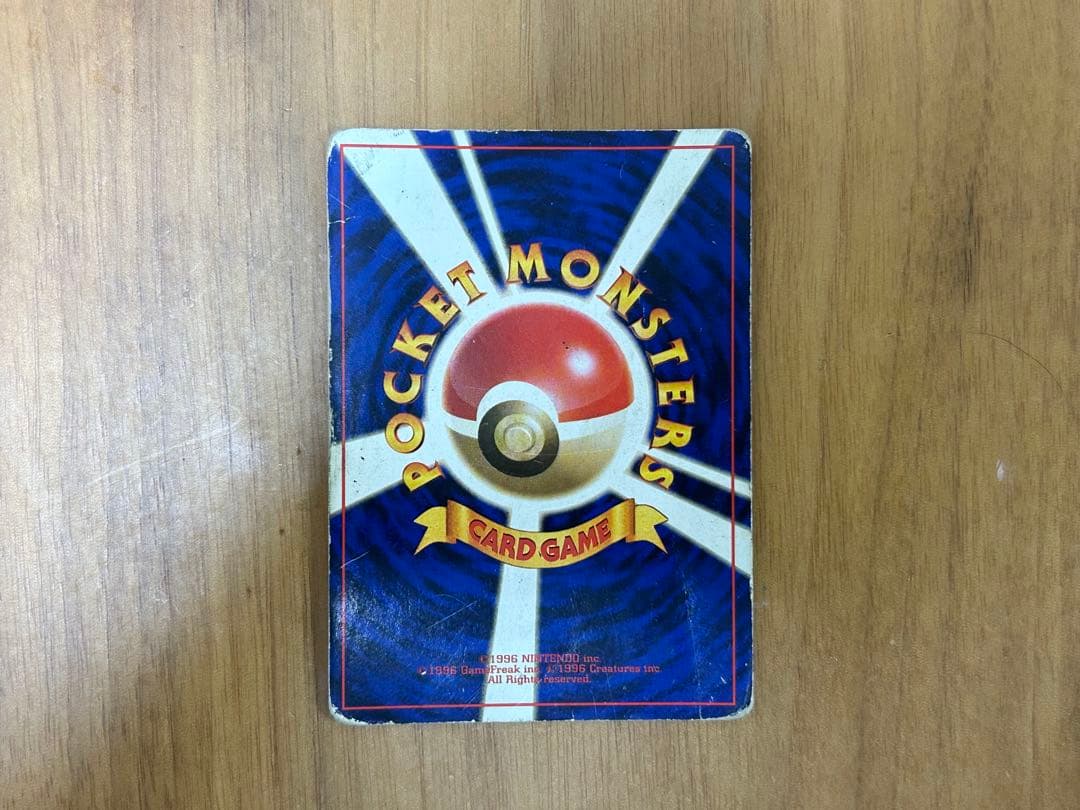 POCKET MONSTERS
CARD GAME
©1996 NINTENDO inc.
©1996 GameFreak inc. ©1996 Creatures inc.
All Rights reserved.